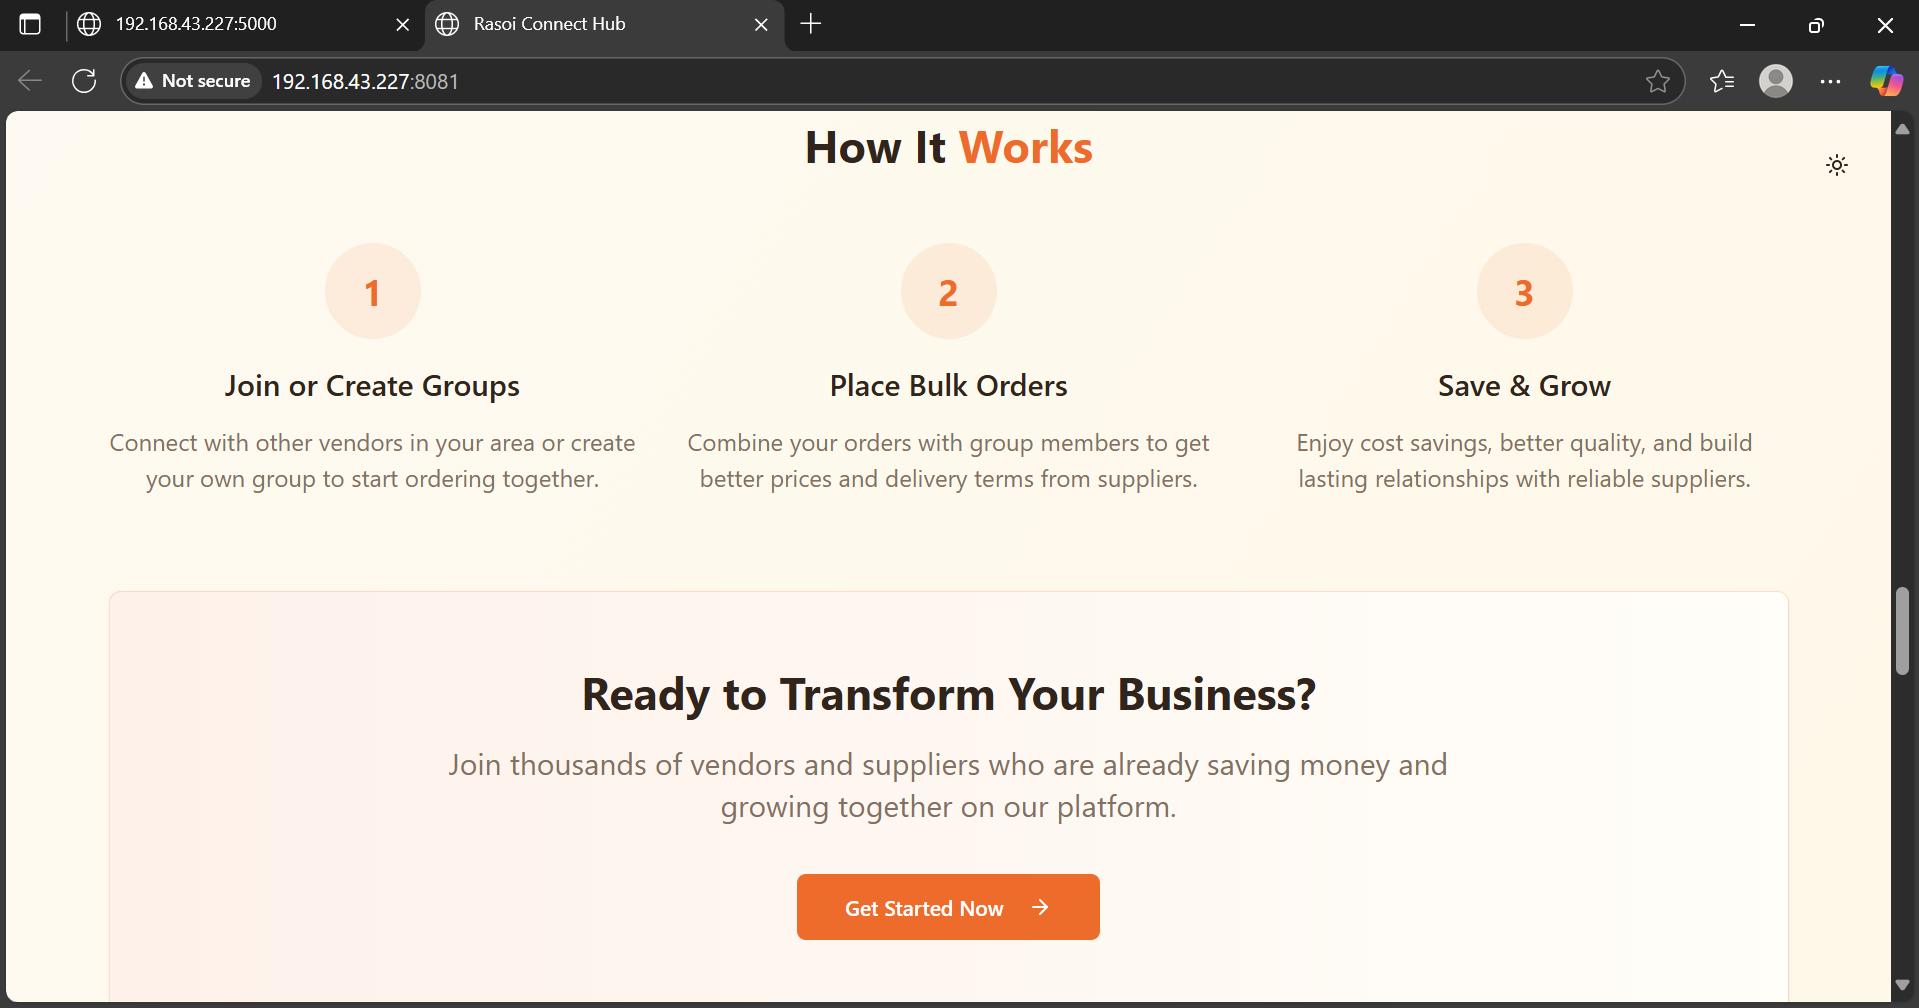 192.168.43.227:5000
Rasoi Connect Hub
Not secure
192.168.43.227:8081
How It Works
1
2
3
Join or Create Groups
Place Bulk Orders
Save & Grow
Connect with other vendors in your area or create
your own group to start ordering together.
Combine your orders with group members to get
better prices and delivery terms from suppliers.
Enjoy cost savings, better quality, and build
lasting relationships with reliable suppliers.
Ready to Transform Your Business?
Join thousands of vendors and suppliers who are already saving money and
growing together on our platform.
Get Started Now